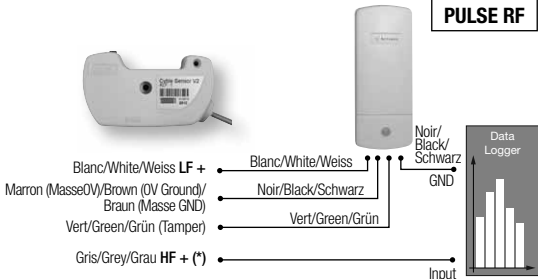 PULSE RF
Cyble Sensor V2
Noir/
Black/
Schwarz
GND
Data
Logger
Blanc/White/Weiss LF +
Blanc/White/Weiss
Marron (Masse0V)/Brown (0V Ground)/
Braun (Masse GND)
Noir/Black/Schwarz
Vert/Green/Grün (Tamper)
Vert/Green/Grün
Gris/Grey/Grau HF + (*)
Input